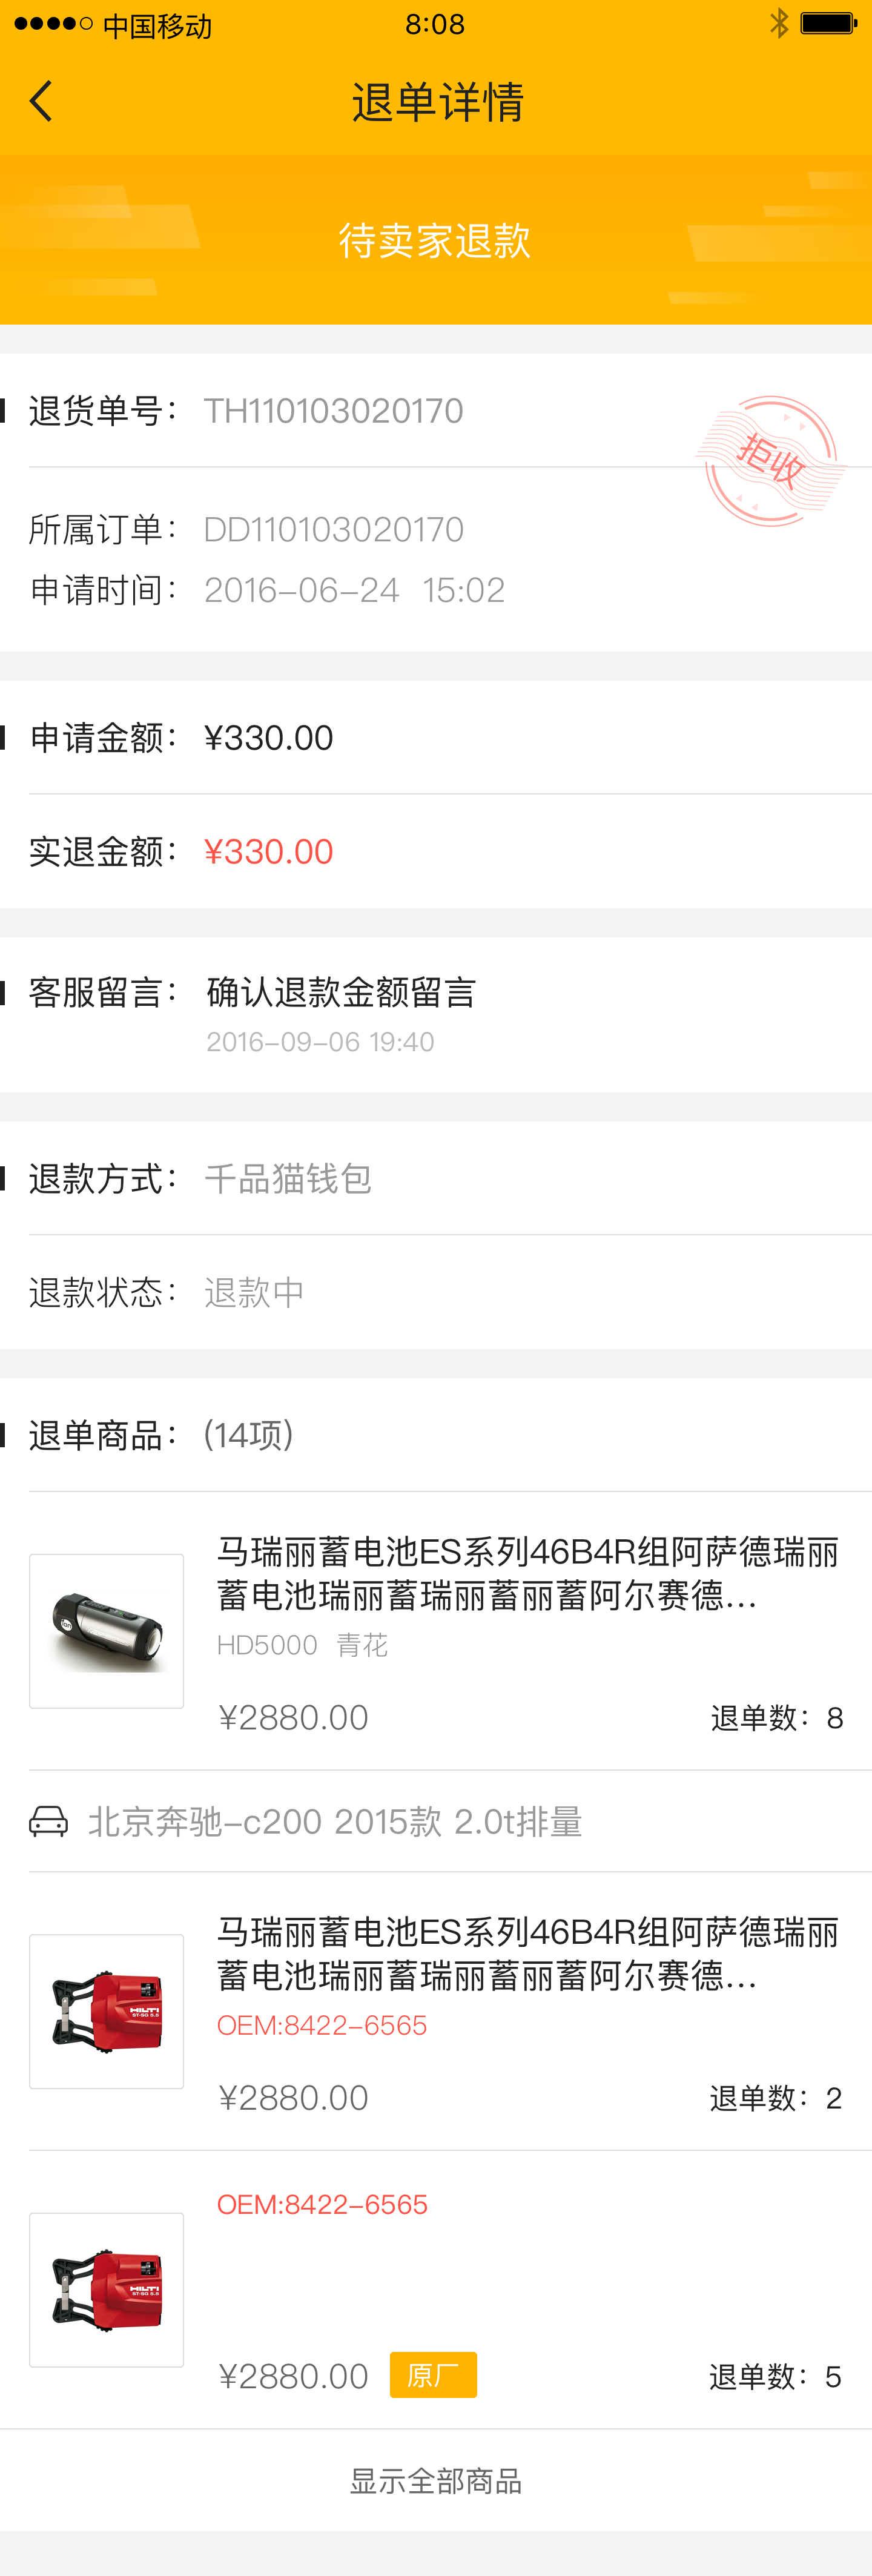 中国移动 8:08
退单详情
待卖家退款
退货单号： TH110103020170
拒收
所属订单： DD110103020170
申请时间： 2016-06-24 15:02
申请金额： ¥330.00
实退金额： ¥330.00
客服留言： 确认退款金额留言
2016-09-06 19:40
退款方式： 千品猫钱包
退款状态： 退款中
退单商品： (14项)
马瑞丽蓄电池ES系列46B4R组阿萨德瑞丽
蓄电池瑞丽蓄瑞丽蓄丽蓄阿尔赛德...
HD5000 青花
¥2880.00 退单数：8
北京奔驰-c200 2015款 2.0t排量
马瑞丽蓄电池ES系列46B4R组阿萨德瑞丽
蓄电池瑞丽蓄瑞丽蓄丽蓄阿尔赛德...
HILTI
ST-SG 5.5
OEM:8422-6565
¥2880.00 退单数：2
OEM:8422-6565
HILTI
ST-SG 5.5
¥2880.00 原厂 退单数：5
显示全部商品